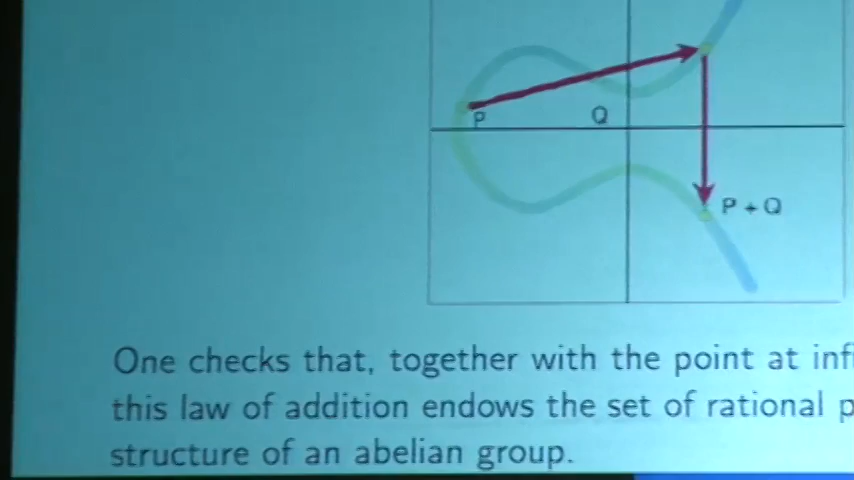 P
Q
P + Q
One checks that, together with the point at inf
this law of addition endows the set of rational p
structure of an abelian group.